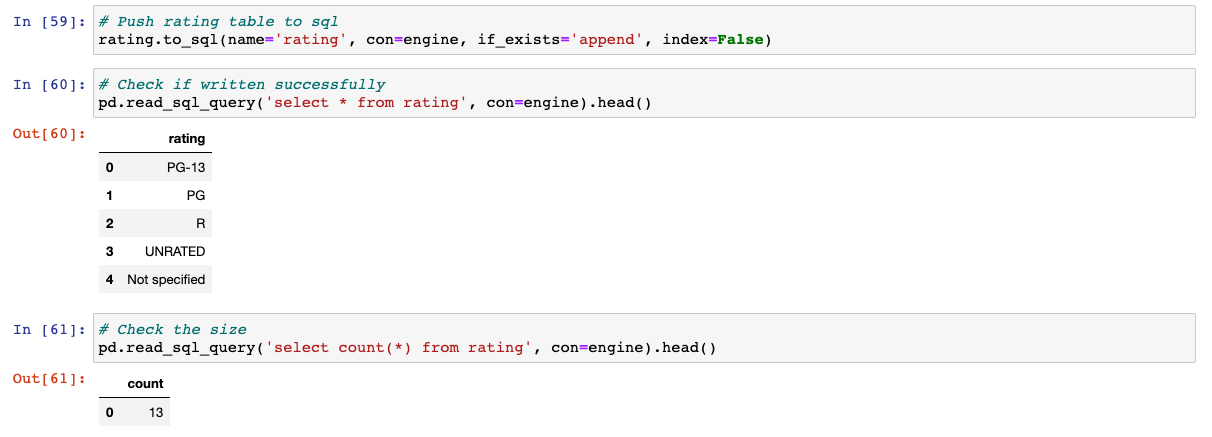 In [59]: # Push rating table to sql
rating.to_sql(name='rating', con=engine, if_exists='append', index=False)
In [60]: # Check if written successfully
pd.read_sql_query('select * from rating', con=engine).head()
Out[60]:
rating
0 PG-13
1 PG
2 R
3 UNRATED
4 Not specified
In [61]: # Check the size
pd.read_sql_query('select count(*) from rating', con=engine).head()
Out[61]:
count
0 13